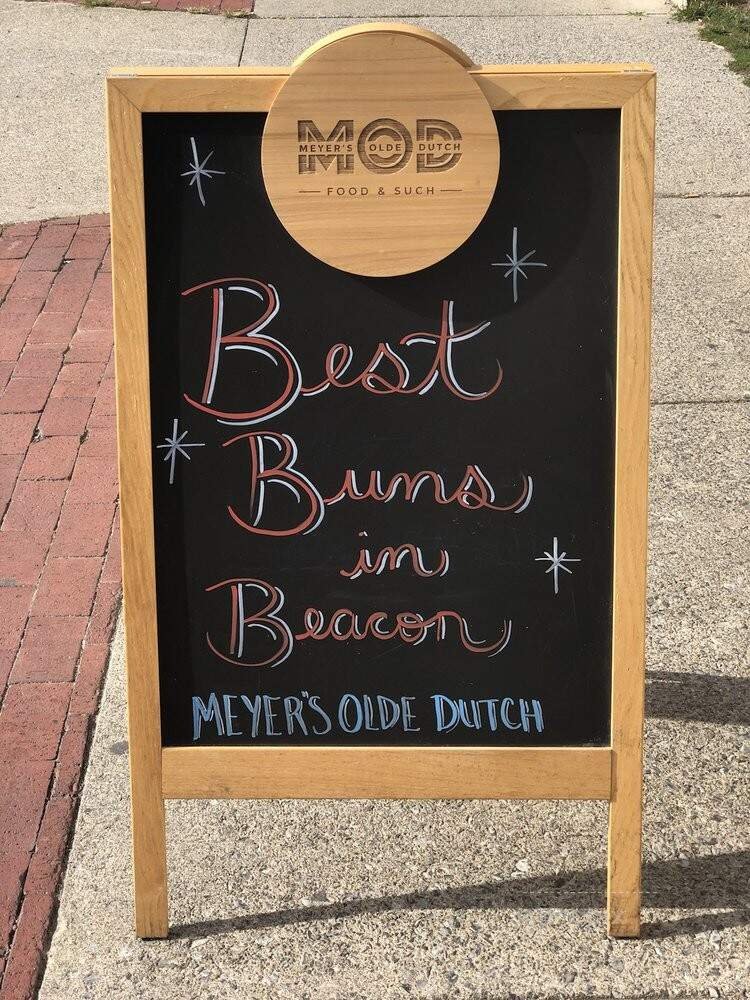 MOD
MEYER'S OLDE DUTCH
FOOD & SUCH
Best
Buns
in
Beacon
MEYER'S OLDE DUTCH